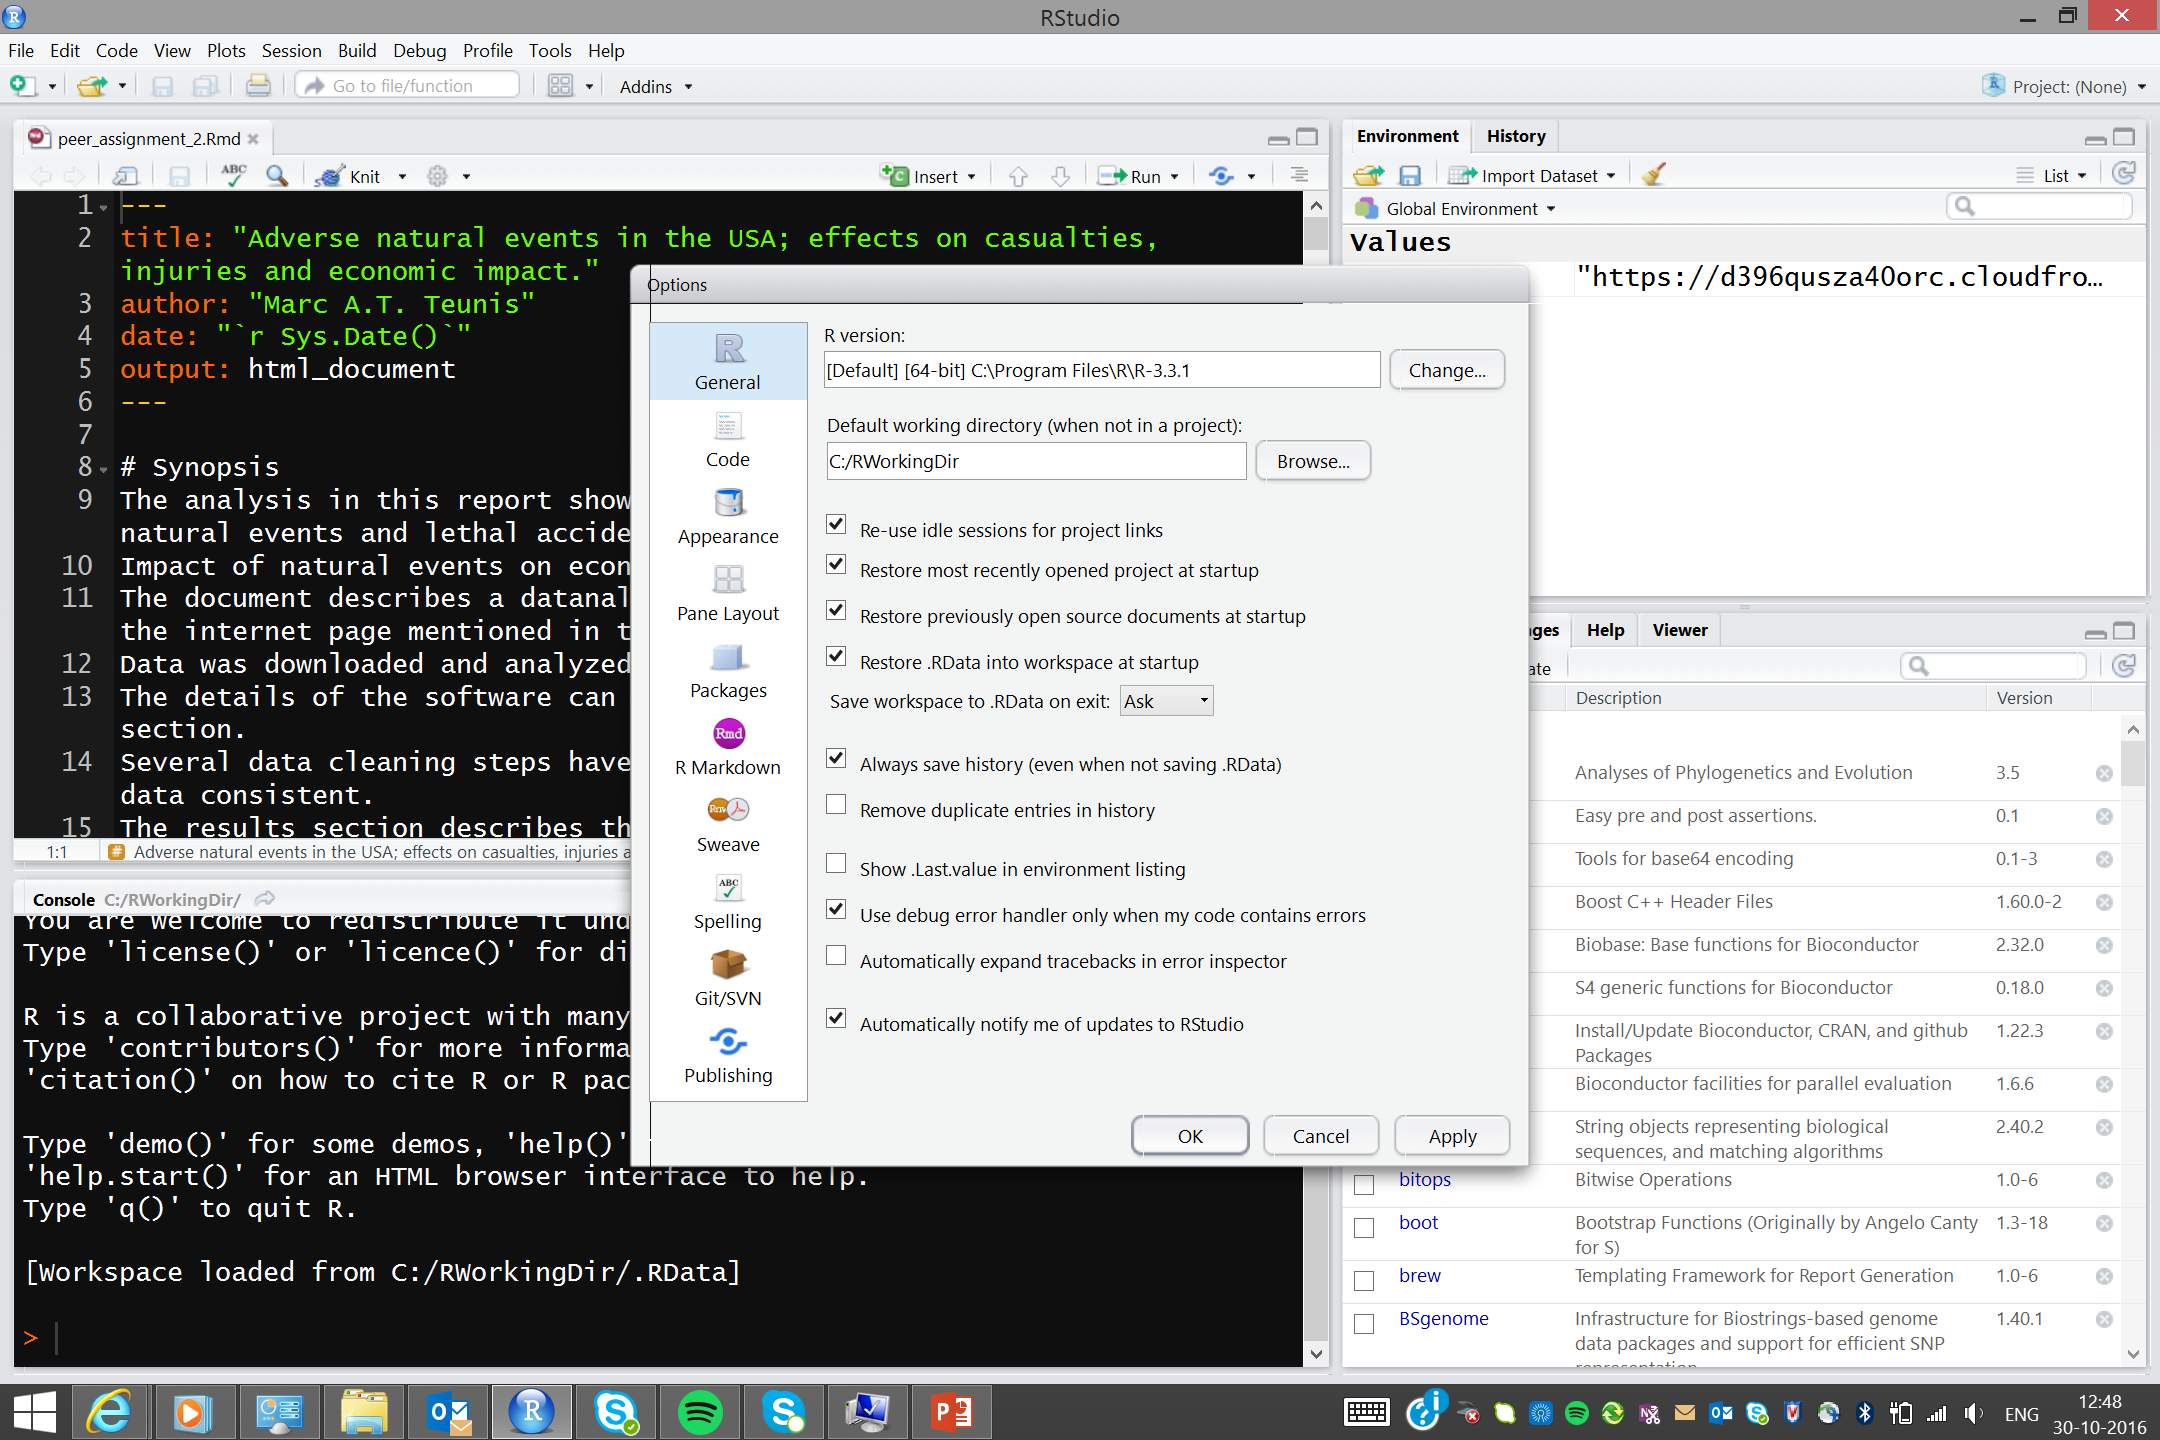 RStudio
File Edit Code View Plots Session Build Debug Profile Tools Help
Go to file/function
Addins
Project: (None)
peer_assignment_2.Rmd
ABC
Knit
Insert
Run
1 ---
2 title: "Adverse natural events in the USA; effects on casualties,
injuries and economic impact."
3 author: "Marc A.T. Teunis"
4 date: "`r Sys.Date()`"
5 output: html_document
6 ---
7
8 # Synopsis
9 The analysis in this report show
natural events and lethal accide
10 Impact of natural events on econ
11 The document describes a datanal
the internet page mentioned in t
12 Data was downloaded and analyzed
13 The details of the software can
section.
14 Several data cleaning steps have
data consistent.
15 The results section describes th
1:1 # Adverse natural events in the USA; effects on casualties, injuries a
Console C:/RWorkingDir/
You are welcome to redistribute it und
Type 'license()' or 'licence()' for di
R is a collaborative project with many
Type 'contributors()' for more informa
'citation()' on how to cite R or R pac
Type 'demo()' for some demos, 'help()'
'help.start()' for an HTML browser interface to help.
Type 'q()' to quit R.
[Workspace loaded from C:/RWorkingDir/.RData]
>
Options
R
General
Code
Appearance
Pane Layout
Packages
Rmd
R Markdown
Rnw
Sweave
ABC
Spelling
Git/SVN
Publishing
R version:
[Default] [64-bit] C:\Program Files\R\R-3.3.1
Change...
Default working directory (when not in a project):
C:/RWorkingDir
Browse...
Re-use idle sessions for project links
Restore most recently opened project at startup
Restore previously open source documents at startup
Restore .RData into workspace at startup
Save workspace to .RData on exit: Ask
Always save history (even when not saving .RData)
Remove duplicate entries in history
Show .Last.value in environment listing
Use debug error handler only when my code contains errors
Automatically expand tracebacks in error inspector
Automatically notify me of updates to RStudio
OK Cancel Apply
Environment History
Import Dataset
List
Global Environment
Values
"https://d396qusza40orc.cloudfro...
ges Help Viewer
ate
Description Version
Analyses of Phylogenetics and Evolution 3.5
Easy pre and post assertions. 0.1
Tools for base64 encoding 0.1-3
Boost C++ Header Files 1.60.0-2
Biobase: Base functions for Bioconductor 2.32.0
S4 generic functions for Bioconductor 0.18.0
Install/Update Bioconductor, CRAN, and github 1.22.3
Packages
Bioconductor facilities for parallel evaluation 1.6.6
String objects representing biological 2.40.2
sequences, and matching algorithms
bitops Bitwise Operations 1.0-6
boot Bootstrap Functions (Originally by Angelo Canty 1.3-18
for S)
brew Templating Framework for Report Generation 1.0-6
BSgenome Infrastructure for Biostrings-based genome 1.40.1
data packages and support for efficient SNP
representation
ENG
12:48
30-10-2016